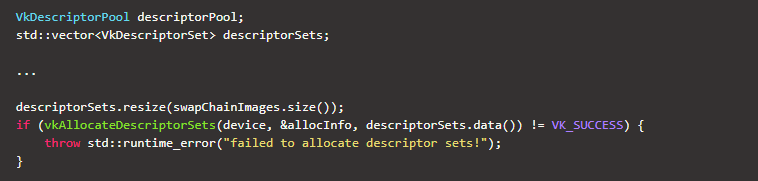 VkDescriptorPool descriptorPool;
std::vector<VkDescriptorSet> descriptorSets;
...
descriptorSets.resize(swapChainImages.size());
if (vkAllocateDescriptorSets(device, &allocInfo, descriptorSets.data()) != VK_SUCCESS) {
    throw std::runtime_error("failed to allocate descriptor sets!");
}